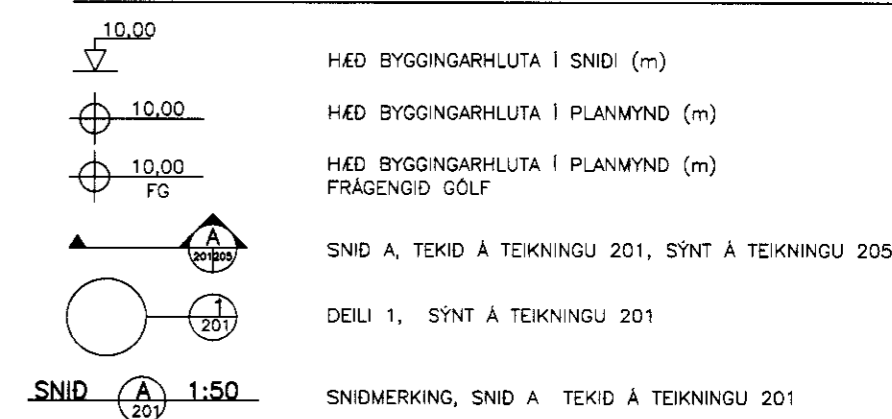 10,00
HÆÐ BYGGINGARHLUTA Í SNIÐI (m)
10,00
HÆÐ BYGGINGARHLUTA Í PLANMYND (m)
10,00
FG
HÆÐ BYGGINGARHLUTA Í PLANMYND (m)
FRÁGENGIÐ GÓLF
A
201 205
SNIÐ A, TEKIÐ Á TEIKNINGU 201, SÝNT Á TEIKNINGU 205
1
201
DEILI 1, SÝNT Á TEIKNINGU 201
SNIÐ A 1:50
201
SNIÐMERKING, SNIÐ A TEKIÐ Á TEIKNINGU 201